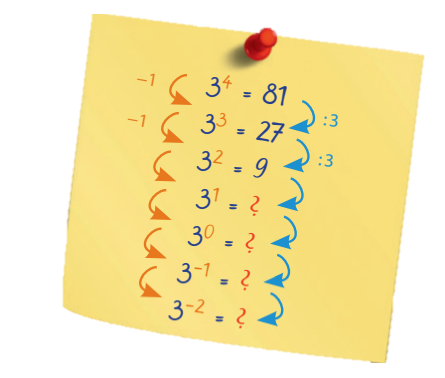 -1 3⁴ = 81
-1 3³ = 27 :3
3² = 9 :3
3¹ = ?
3⁰ = ?
3⁻¹ = ?
3⁻² = ?